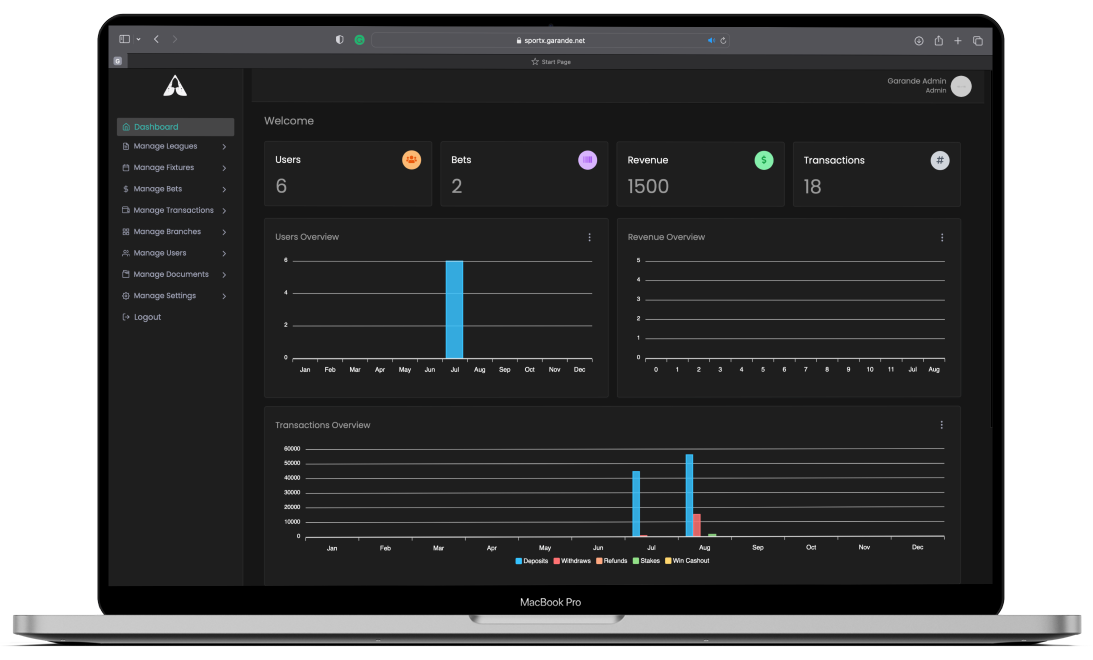 sportx.garande.net
G
Start Page
Garande Admin
Admin
Dashboard
Manage Leagues
Manage Fixtures
Manage Bets
Manage Transactions
Manage Branches
Manage Users
Manage Documents
Manage Settings
Logout
Welcome
Users
6
Bets
2
Revenue
$
1500
Transactions
#
18
Users Overview
6
4
2
0
Jan Feb Mar Apr May Jun Jul Aug Sep Oct Nov Dec
Revenue Overview
5
4
3
2
1
0
0 1 2 3 4 5 6 7 8 9 10 11 Jul Aug
Transactions Overview
60000
50000
40000
30000
20000
10000
0
Jan Feb Mar Apr May Jun Jul Aug Sep Oct Nov Dec
Deposits Withdraws Refunds Stakes Win Cashout
MacBook Pro